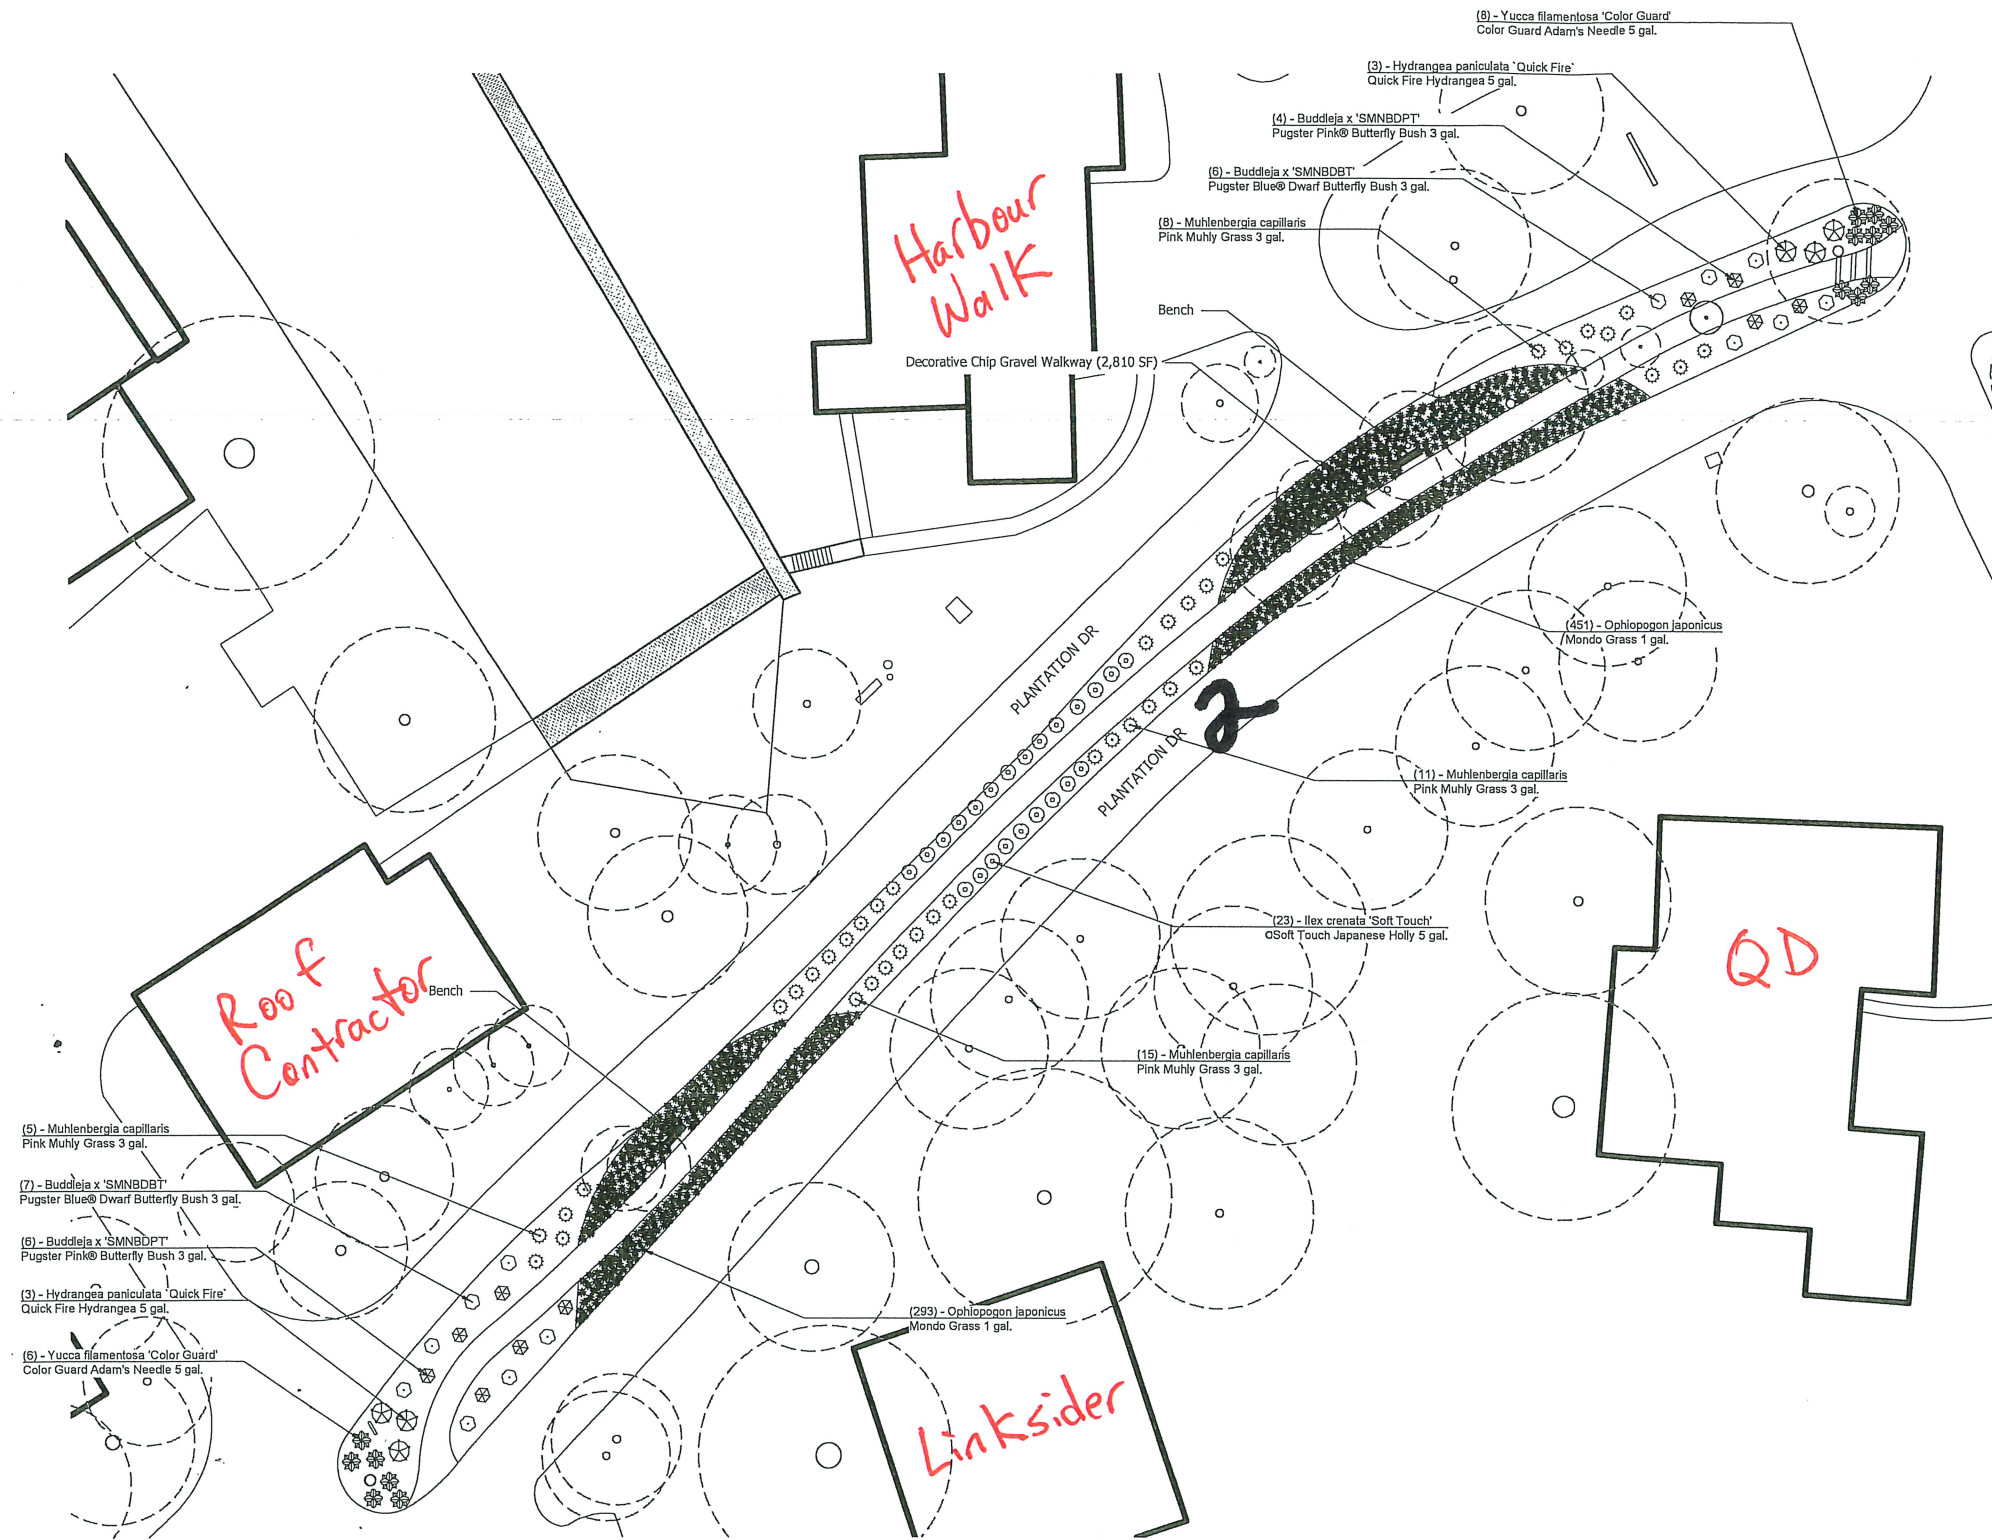 (8) - Yucca filamentosa 'Color Guard'
Color Guard Adam's Needle 5 gal.
(3) - Hydrangea paniculata `Quick Fire`
Quick Fire Hydrangea 5 gal.
(4) - Buddleja x 'SMNBDPT'
Pugster Pink® Butterfly Bush 3 gal.
(6) - Buddleja x 'SMNBDBT'
Pugster Blue® Dwarf Butterfly Bush 3 gal.
(8) - Muhlenbergia capillaris
Pink Muhly Grass 3 gal.
Harbour
Walk
Bench
Decorative Chip Gravel Walkway (2,810 SF)
PLANTATION DR
(451) - Ophiopogon japonicus
Mondo Grass 1 gal.
2
PLANTATION DR
(11) - Muhlenbergia capillaris
Pink Muhly Grass 3 gal.
(23) - Ilex crenata 'Soft Touch'
Soft Touch Japanese Holly 5 gal.
QD
Roof
Contractor
Bench
(15) - Muhlenbergia capillaris
Pink Muhly Grass 3 gal.
(5) - Muhlenbergia capillaris
Pink Muhly Grass 3 gal.
(7) - Buddleja x 'SMNBDBT'
Pugster Blue® Dwarf Butterfly Bush 3 gal.
(6) - Buddleja x 'SMNBDPT'
Pugster Pink® Butterfly Bush 3 gal.
(3) - Hydrangea paniculata `Quick Fire`
Quick Fire Hydrangea 5 gal.
(293) - Ophiopogon japonicus
Mondo Grass 1 gal.
(6) - Yucca filamentosa 'Color Guard'
Color Guard Adam's Needle 5 gal.
Linksider